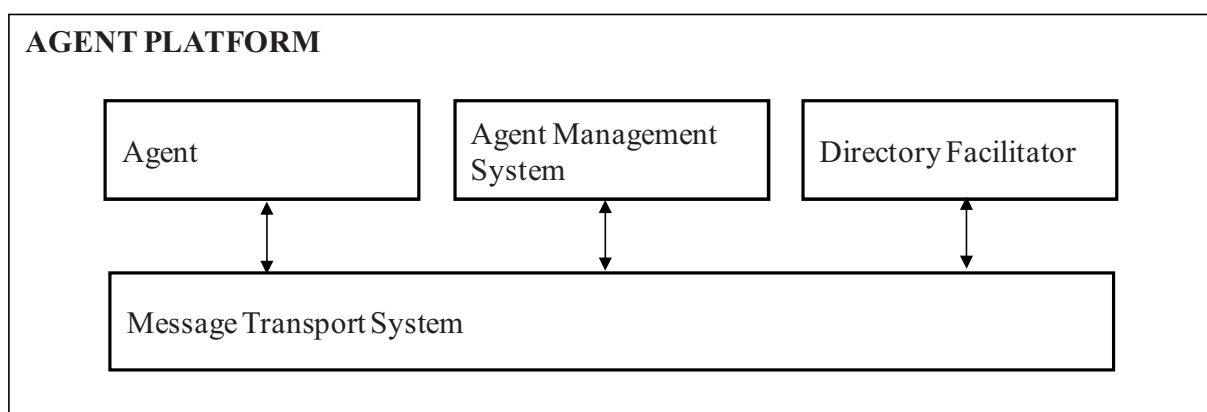 AGENT PLATFORM
Agent
Agent Management
System
Directory Facilitator
Message Transport System